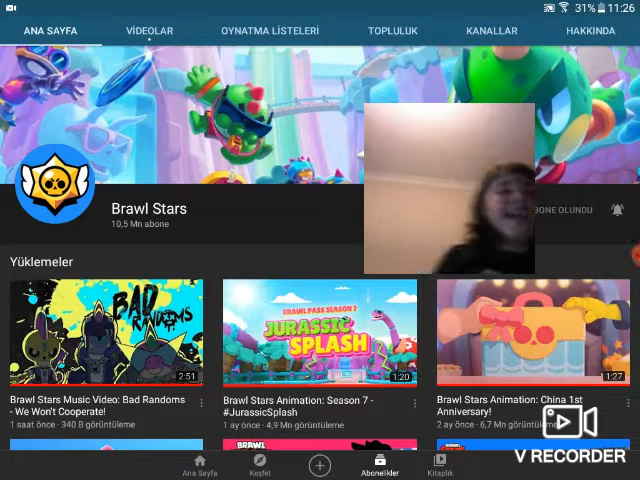 31% 11:26
ANA SAYFA VİDEOLAR OYNATMA LİSTELERİ TOPLULUK KANALLAR HAKKINDA
Brawl Stars
10,5 Mn abone
ABONE OLUNDU
Yüklemeler
BAD RANDOMS
2:51
BRAWL PASS SEASON 7
JURASSIC
SPLASH
1:20
1:27
Brawl Stars Music Video: Bad Randoms
- We Won't Cooperate!
1 saat önce · 340 B görüntüleme
Brawl Stars Animation: Season 7 -
#JurassicSplash
1 ay önce · 4,9 Mn görüntüleme
Brawl Stars Animation: China 1st
Anniversary!
2 ay önce · 6,7 Mn
BRAWL
V RECORDER
Ana Sayfa Keşfet Abonelikler Kitaplık